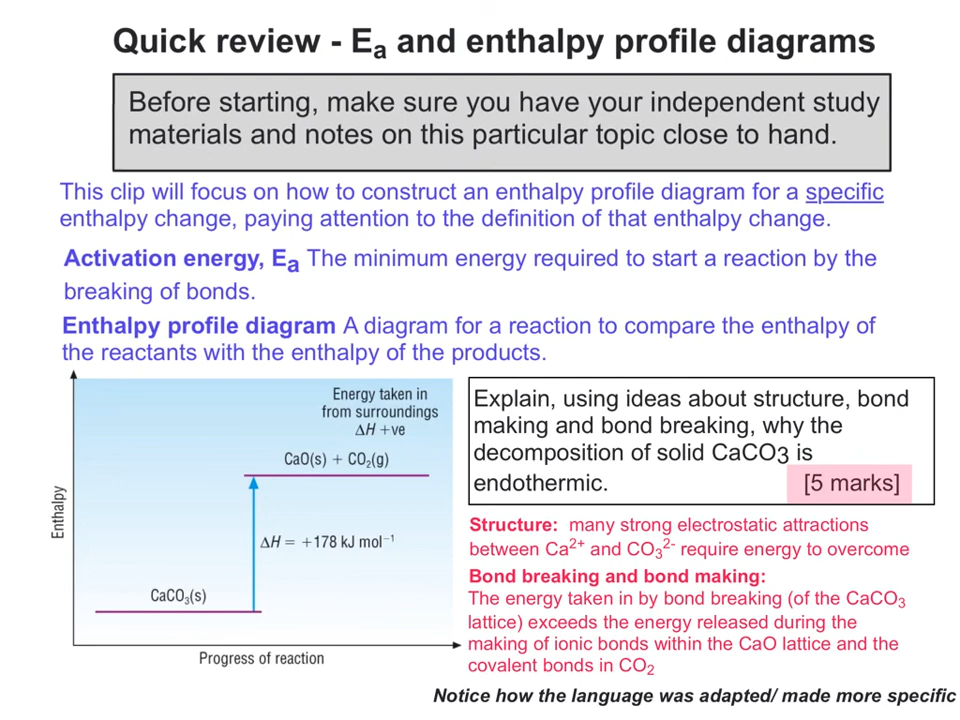 Quick review - Ea and enthalpy profile diagrams
Before starting, make sure you have your independent study
materials and notes on this particular topic close to hand.
This clip will focus on how to construct an enthalpy profile diagram for a specific
enthalpy change, paying attention to the definition of that enthalpy change.
Activation energy, Ea The minimum energy required to start a reaction by the
breaking of bonds.
Enthalpy profile diagram A diagram for a reaction to compare the enthalpy of
the reactants with the enthalpy of the products.
Enthalpy
Energy taken in
from surroundings
ΔH +ve
CaO(s) + CO₂(g)
ΔH = +178 kJ mol⁻¹
CaCO₃(s)
Progress of reaction
Explain, using ideas about structure, bond
making and bond breaking, why the
decomposition of solid CaCO3 is
endothermic. [5 marks]
Structure: many strong electrostatic attractions
between Ca²⁺ and CO₃²⁻ require energy to overcome
Bond breaking and bond making:
The energy taken in by bond breaking (of the CaCO₃
lattice) exceeds the energy released during the
making of ionic bonds within the CaO lattice and the
covalent bonds in CO₂
Notice how the language was adapted/ made more specific